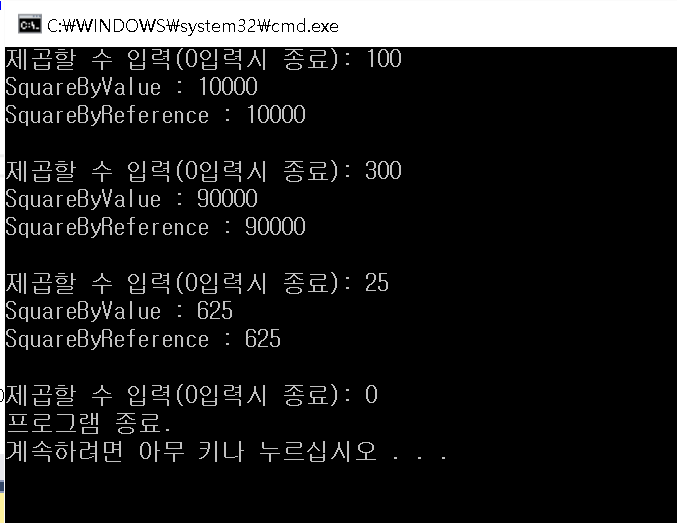 C:\WINDOWS\system32\cmd.exe
제곱할 수 입력(0입력시 종료): 100
SquareByValue : 10000
SquareByReference : 10000
제곱할 수 입력(0입력시 종료): 300
SquareByValue : 90000
SquareByReference : 90000
제곱할 수 입력(0입력시 종료): 25
SquareByValue : 625
SquareByReference : 625
제곱할 수 입력(0입력시 종료): 0
프로그램 종료.
계속하려면 아무 키나 누르십시오 . . .